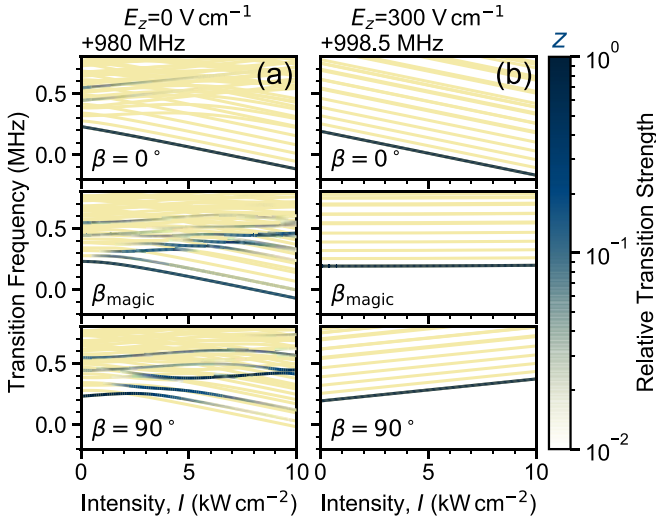 E_z=0 V cm⁻¹ E_z=300 V cm⁻¹
+980 MHz +998.5 MHz z
(a) (b)
10⁰
0.5
0.0
β = 0° β = 0°
0.5
0.0
β_magic β_magic
10⁻¹
0.5
0.0
β = 90° β = 90°
10⁻²
0 5 10 0 5 10
Intensity, I (kW cm⁻²) Intensity, I (kW cm⁻²)
Transition Frequency (MHz)
Relative Transition Strength